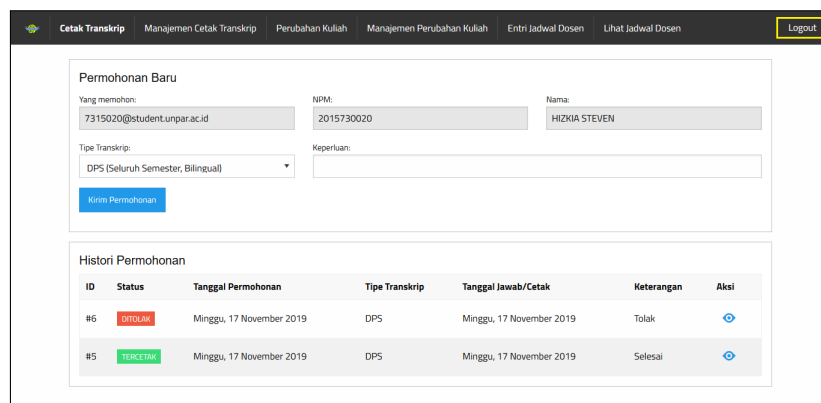 Cetak Transkrip Manajemen Cetak Transkrip Perubahan Kuliah Manajemen Perubahan Kuliah Entri Jadwal Dosen Lihat Jadwal Dosen Logout
Permohonan Baru
Yang memohon: NPM: Nama:
7315020@student.unpar.ac.id 2015730020 HIZKIA STEVEN
Tipe Transkrip: Keperluan:
DPS (Seluruh Semester, Bilingual)
Kirim Permohonan
Histori Permohonan
ID Status Tanggal Permohonan Tipe Transkrip Tanggal Jawab/Cetak Keterangan Aksi
#6 DITOLAK Minggu, 17 November 2019 DPS Minggu, 17 November 2019 Tolak
#5 TERCETAK Minggu, 17 November 2019 DPS Minggu, 17 November 2019 Selesai